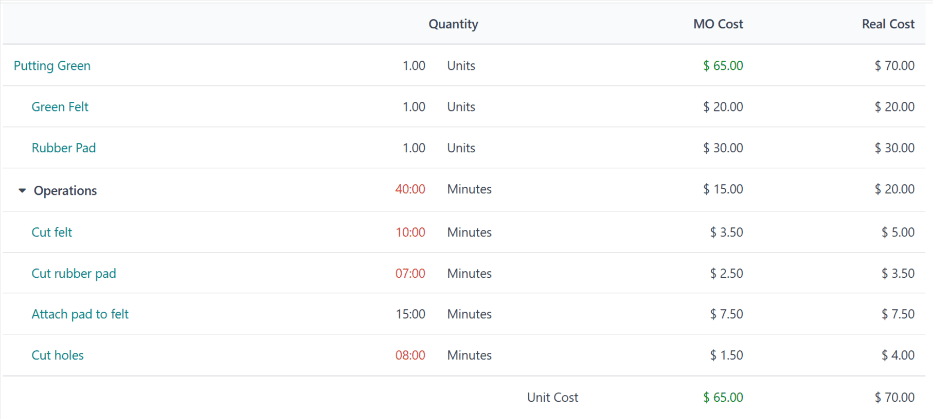 Quantity MO Cost Real Cost
Putting Green 1.00 Units $ 65.00 $ 70.00
Green Felt 1.00 Units $ 20.00 $ 20.00
Rubber Pad 1.00 Units $ 30.00 $ 30.00
Operations 40:00 Minutes $ 15.00 $ 20.00
Cut felt 10:00 Minutes $ 3.50 $ 5.00
Cut rubber pad 07:00 Minutes $ 2.50 $ 3.50
Attach pad to felt 15:00 Minutes $ 7.50 $ 7.50
Cut holes 08:00 Minutes $ 1.50 $ 4.00
Unit Cost $ 65.00 $ 70.00